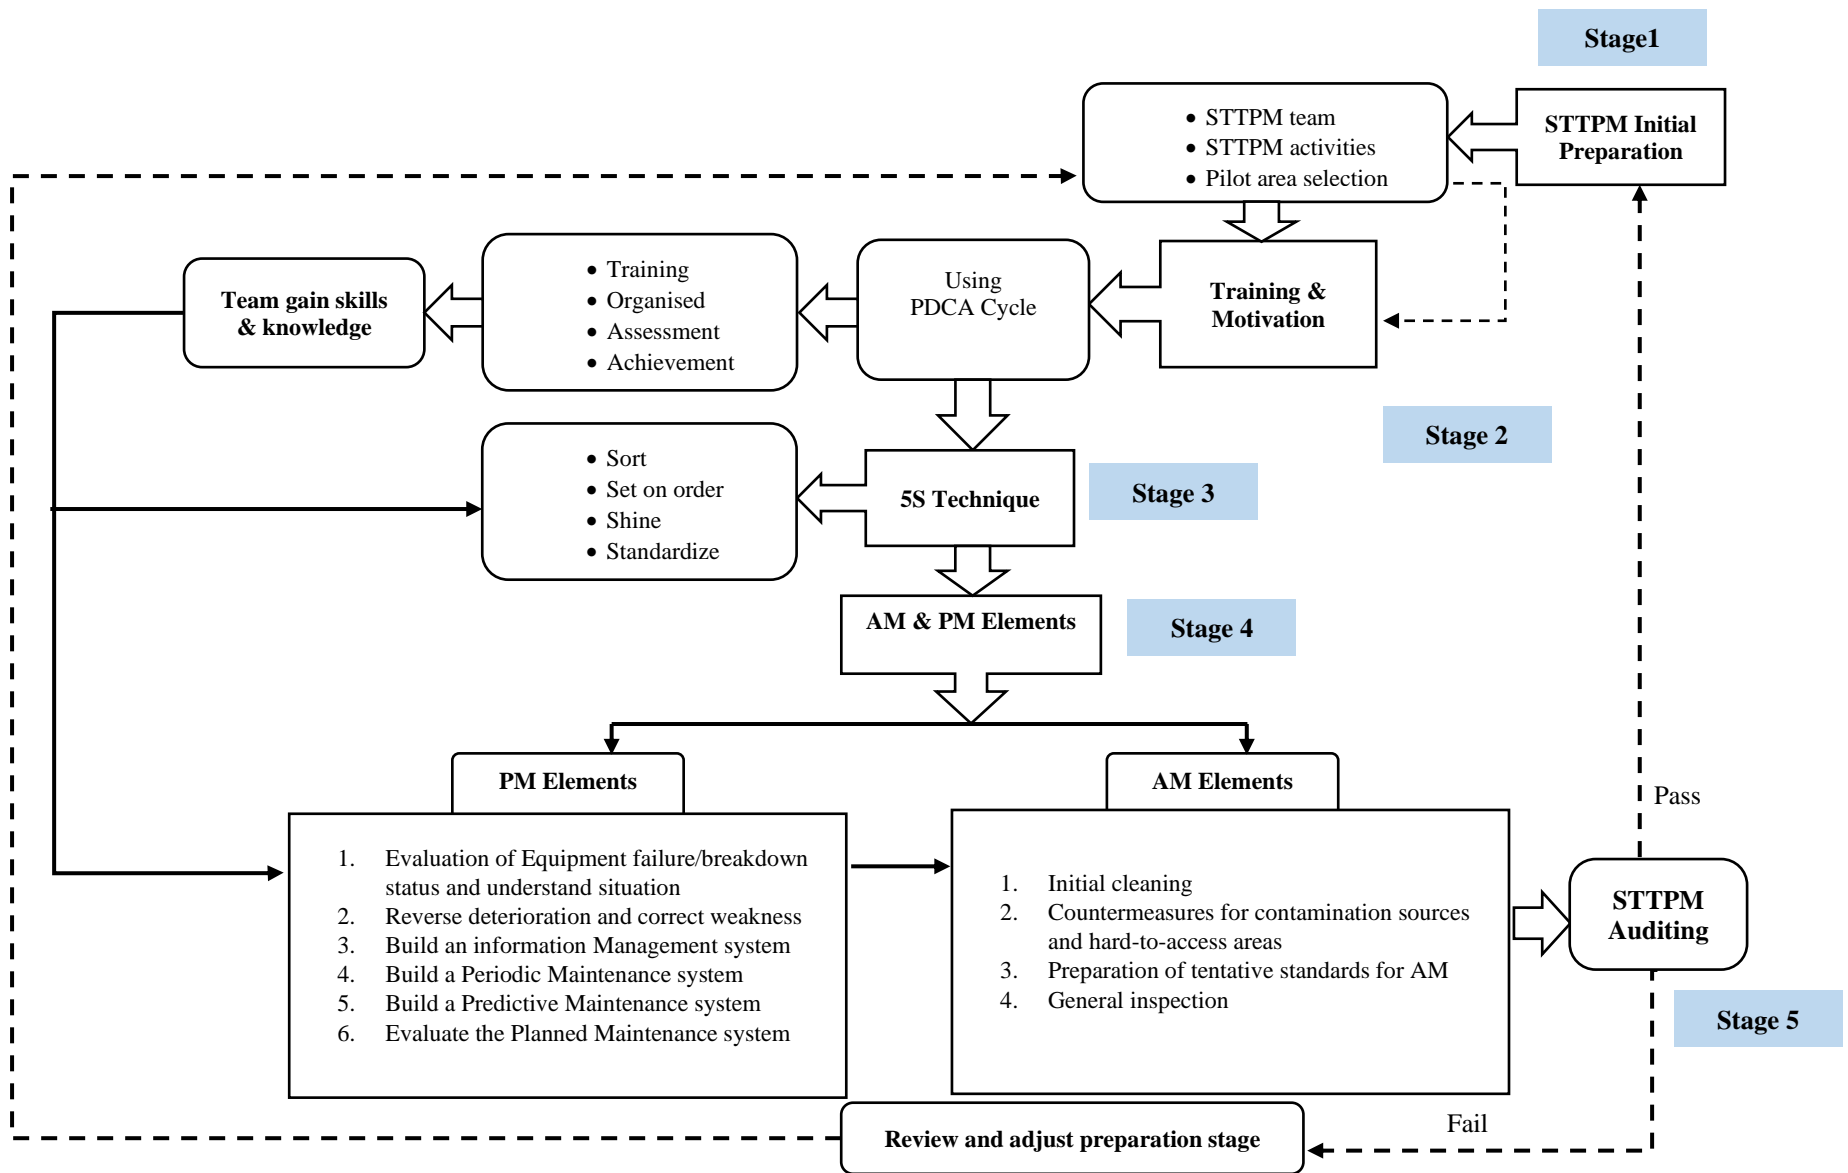 Stage1
STTPM Initial
Preparation
• STTPM team
• STTPM activities
• Pilot area selection
Training &
Motivation
Using
PDCA Cycle
• Training
• Organised
• Assessment
• Achievement
Team gain skills
& knowledge
Stage 2
• Sort
• Set on order
• Shine
• Standardize
5S Technique
Stage 3
AM & PM Elements
Stage 4
PM Elements
1. Evaluation of Equipment failure/breakdown
status and understand situation
2. Reverse deterioration and correct weakness
3. Build an information Management system
4. Build a Periodic Maintenance system
5. Build a Predictive Maintenance system
6. Evaluate the Planned Maintenance system
AM Elements
1. Initial cleaning
2. Countermeasures for contamination sources
and hard-to-access areas
3. Preparation of tentative standards for AM
4. General inspection
Pass
STTPM
Auditing
Stage 5
Fail
Review and adjust preparation stage